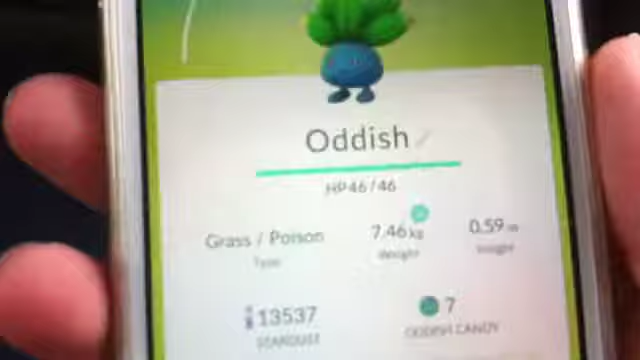 Oddish
HP 46 / 46
Grass / Poison
7.46 kg
0.59 m
Type
Weight
Height
13537
7
STARDUST
ODDISH CANDY